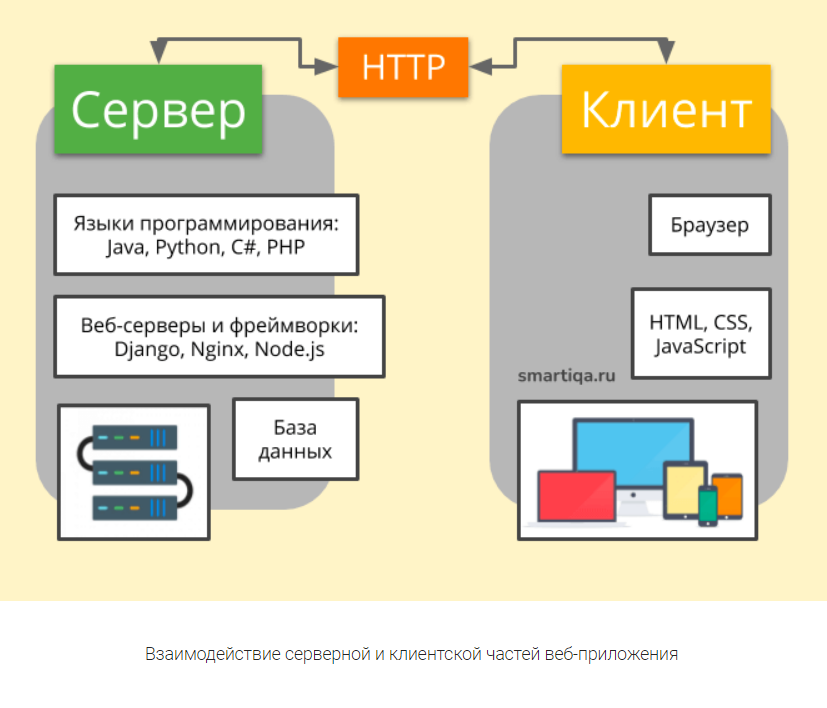 HTTP
Сервер
Клиент
Языки программирования:
Java, Python, C#, PHP
Веб-серверы и фреймворки:
Django, Nginx, Node.js
База
данных
Браузер
HTML, CSS,
JavaScript
smartiqa.ru
Взаимодействие серверной и клиентской частей веб-приложения